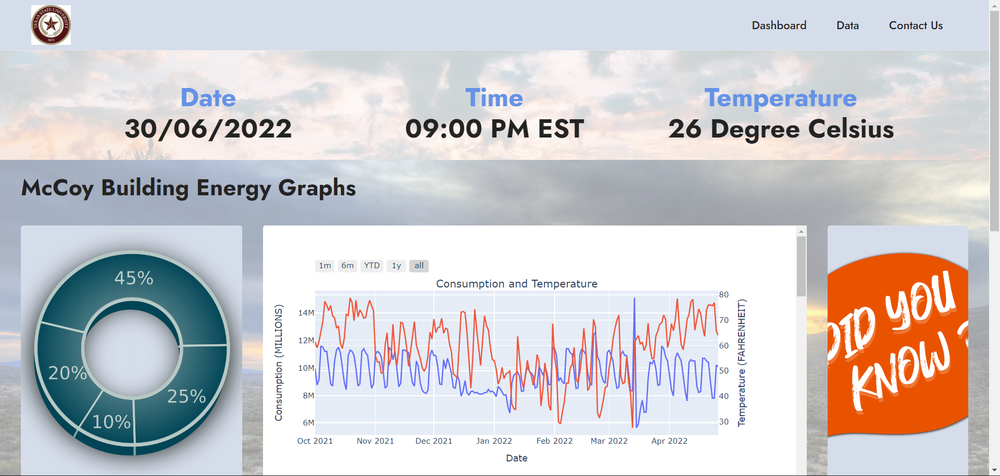 TEXAS STATE UNIVERSITY
1899
Dashboard
Data
Contact Us
Date
30/06/2022
Time
09:00 PM EST
Temperature
26 Degree Celsius
McCoy Building Energy Graphs
45%
20%
25%
10%
1m
6m
YTD
1y
all
Consumption and Temperature
Consumption (MILLIONS)
14M
12M
10M
8M
6M
80
70
60
50
40
30
Temperature (FAHRENHEIT)
Oct 2021
Nov 2021
Dec 2021
Jan 2022
Feb 2022
Mar 2022
Apr 2022
Date
DID YOU
KNOW ?